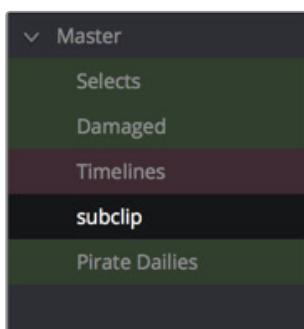 Master
Selects
Damaged
Timelines
subclip
Pirate Dailies